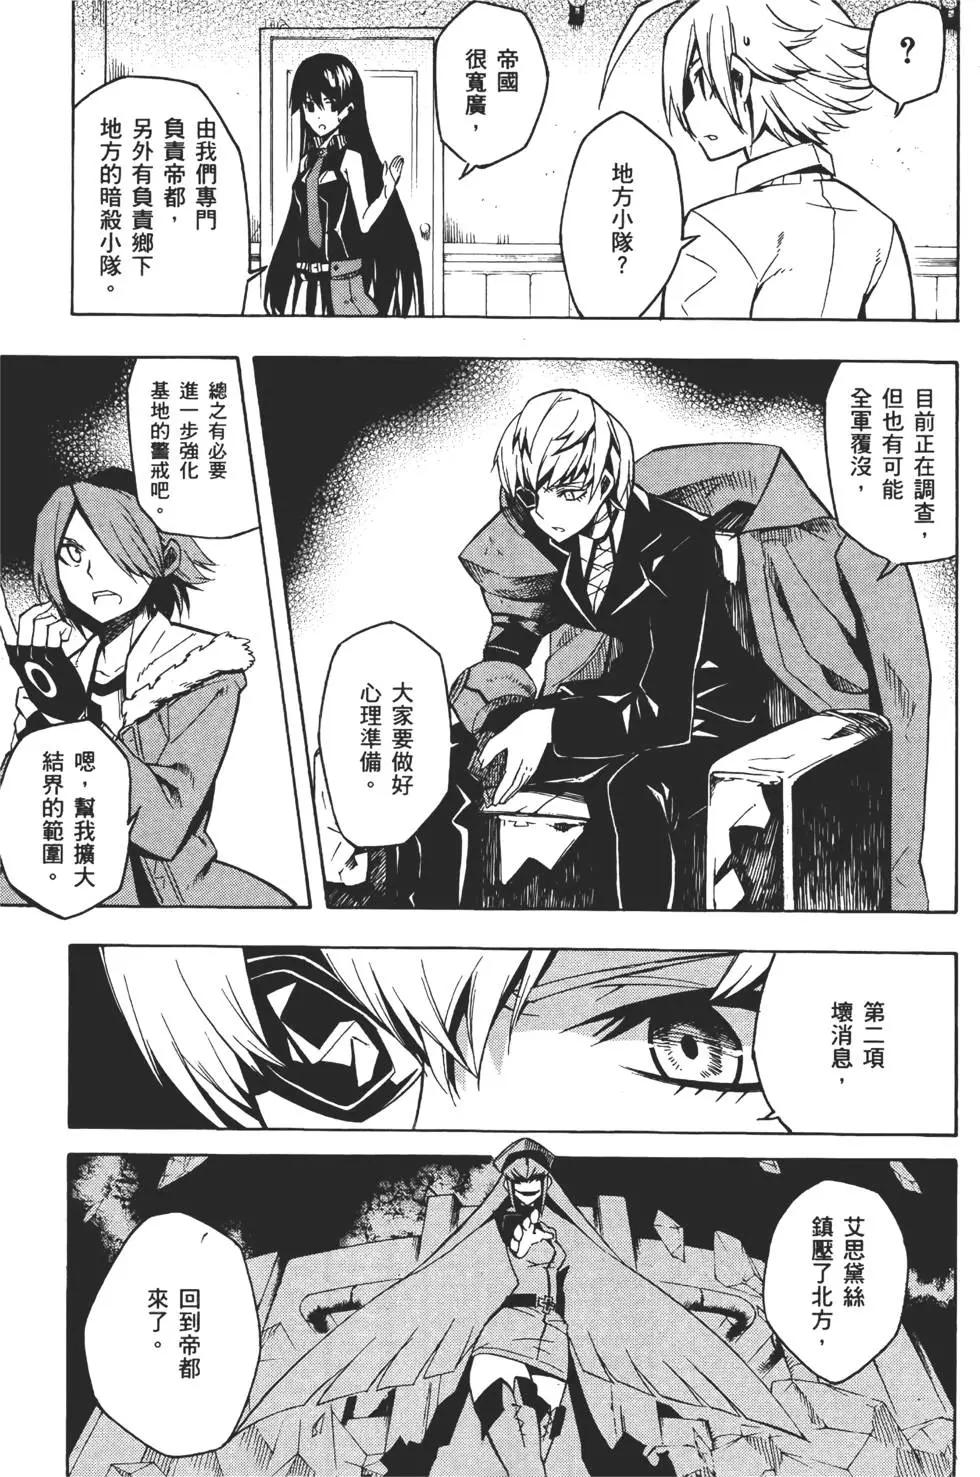 ？
地方小隊？
帝國
很寬廣，
由我們專門
負責帝都，
另外有負責鄉下
地方的暗殺小隊。
目前正在調查，
但也有可能
全軍覆沒，
大家要做好
心理準備。
總之有必要
進一步強化
基地的警戒吧。
嗯，幫我擴大
結界的範圍。
第二項
壞消息，
艾思黛絲
鎮壓了北方，
回到帝都
來了。